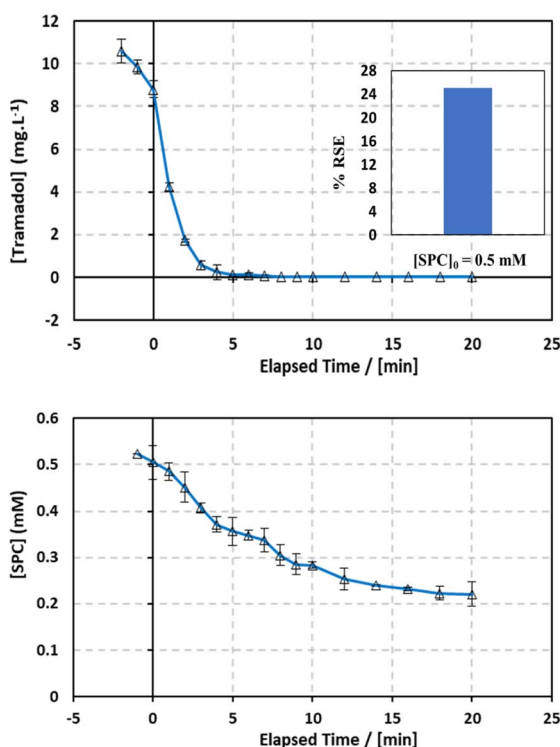 12
10
8
6
4
2
0
-2
[Tramadol] (mg.L⁻¹)
-5 0 5 10 15 20 25
Elapsed Time / [min]
28
24
20
16
12
8
4
0
% RSE
[SPC]₀ = 0.5 mM
0.6
0.5
0.4
0.3
0.2
0.1
0
[SPC] (mM)
-5 0 5 10 15 20 25
Elapsed Time / [min]